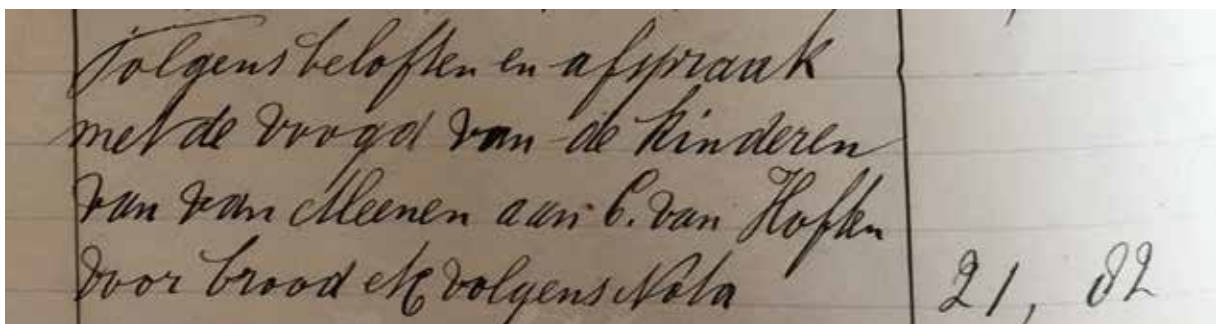 Volgens beloften en afspraak
met de voogd van de kinderen
van van Meenen aan C. van Hoften
voor brood etc volgens Nota 21, 82